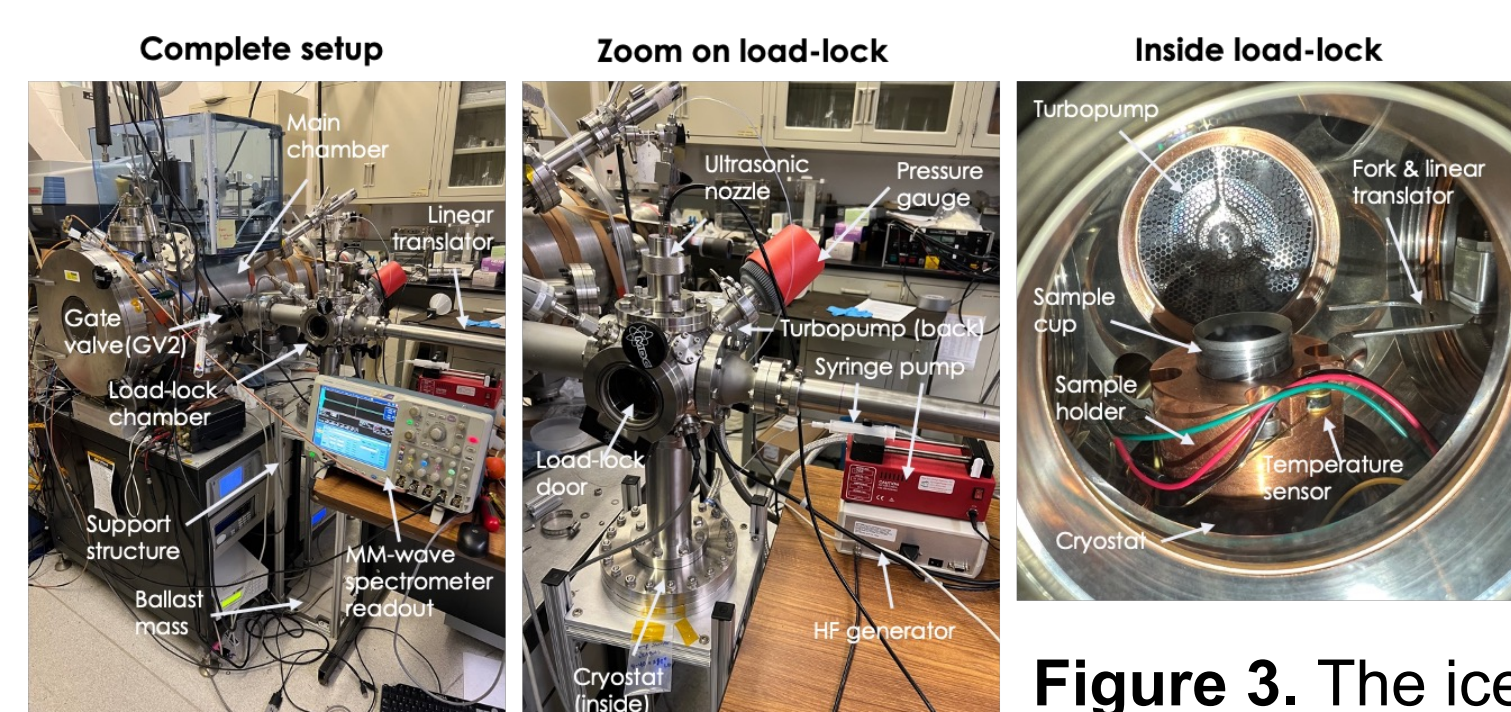 Complete setup
Zoom on load-lock
Inside load-lock
Main
chamber
Linear
translator
Gate
valve(GV2)
Load-lock
chamber
Support
structure
MM-wave
spectrometer
readout
Ballast
mass
Ultrasonic
nozzle
Pressure
gauge
Turbopump (back)
Syringe pump
Load-lock
door
HF generator
Cryostat
(inside)
Turbopump
Fork & linear
translator
Sample
cup
Sample
holder
Temperature
sensor
Cryostat
Figure 3. The ice